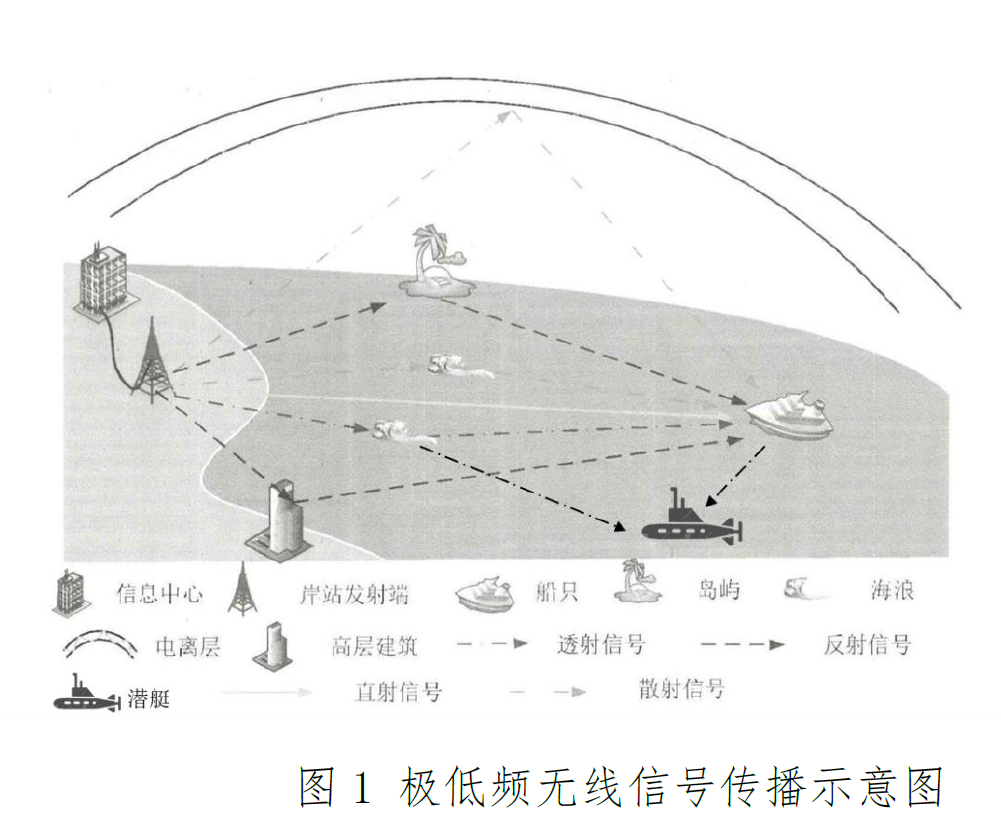 信息中心 岸站发射端 船只 岛屿 海浪
电离层 高层建筑 透射信号 反射信号
潜艇 直射信号 散射信号
图1 极低频无线信号传播示意图